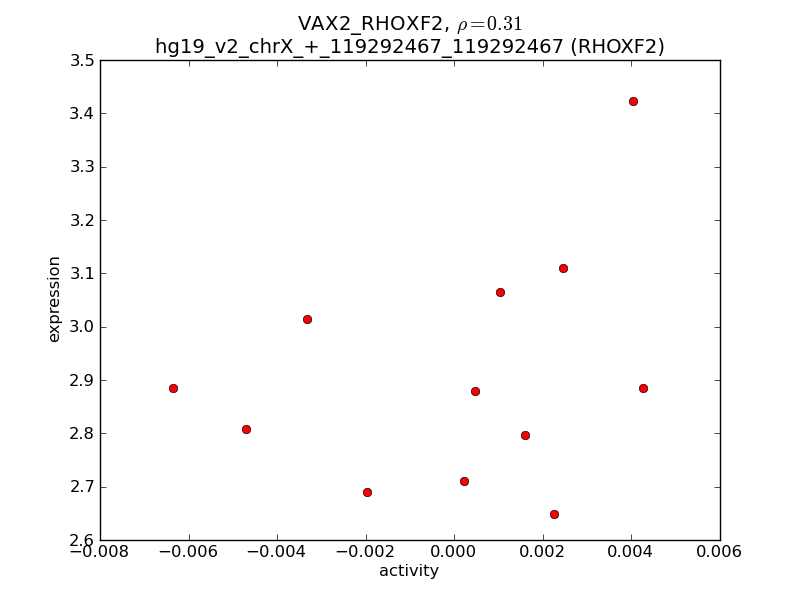 VAX2_RHOXF2, ρ=0.31
hg19_v2_chrX_+_119292467_119292467 (RHOXF2)
3.5
3.4
3.3
3.2
3.1
3.0
2.9
2.8
2.7
2.6
expression
−0.008 −0.006 −0.004 −0.002 0.000 0.002 0.004 0.006
activity